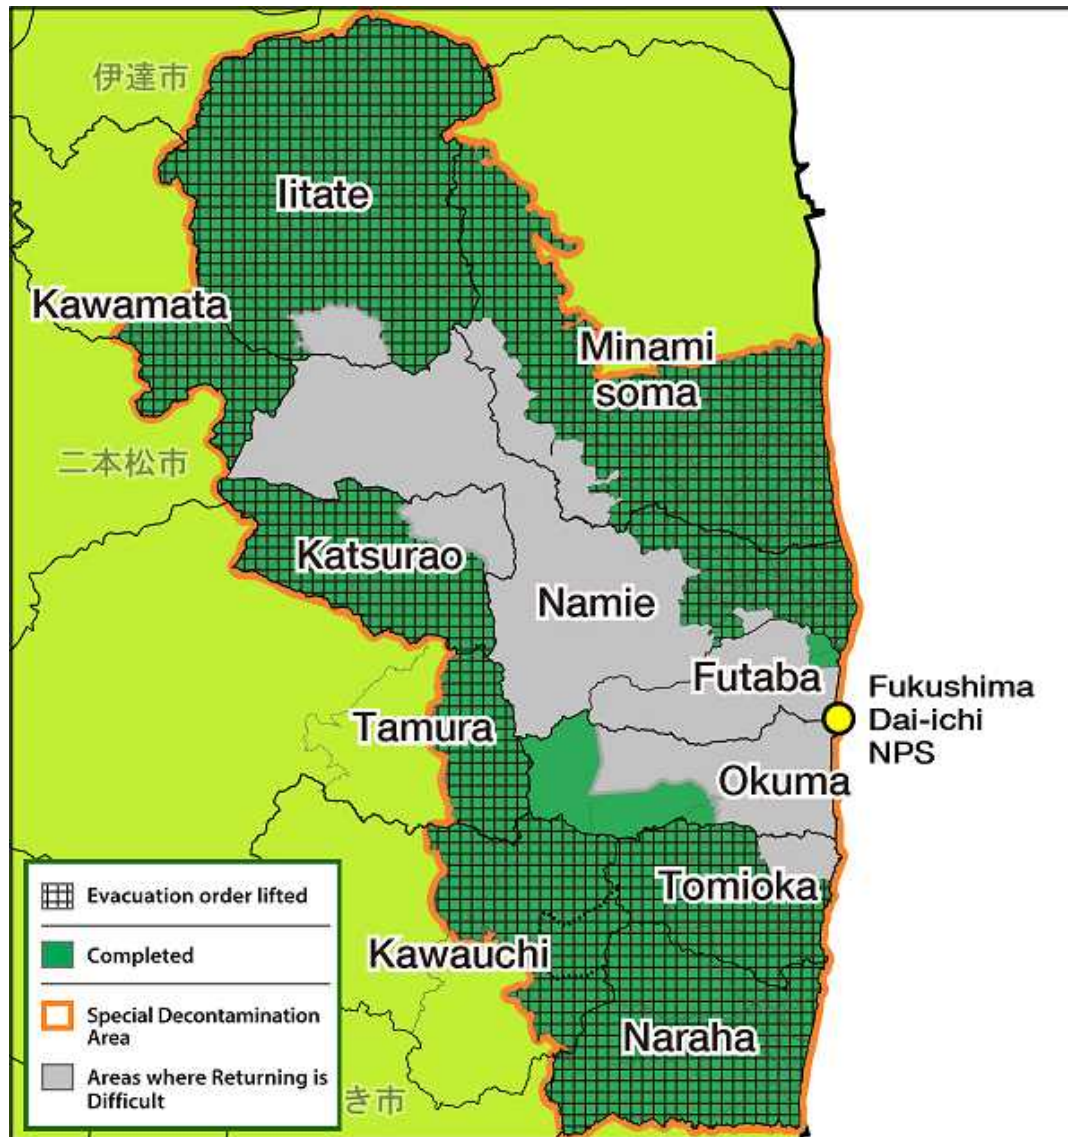 伊達市
Iitate
Kawamata
Minami
soma
二本松市
Katsurao
Namie
Futaba
Fukushima
Dai-ichi
NPS
Tamura
Okuma
Tomioka
Kawauchi
Naraha
Evacuation order lifted
Completed
Special Decontamination
Area
Areas where Returning is
Difficult
き市